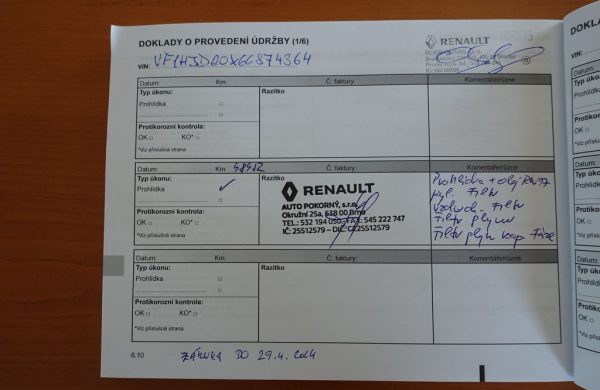 DOKLADY O PROVEDENÍ ÚDRŽBY (1/6)
RENAULT
VIN:
Datum: Km: Č. faktury: Komentáře/různé
Typ úkonu: Razítko
Prohlídka □
Protikorozní kontrola:
OK □ KO* □
*Viz příslušná strana
Datum: Km: Č. faktury: Komentáře/různé
Typ úkonu: Razítko
Prohlídka ✓ □
RENAULT
AUTO POKORNÝ, s.r.o.
Okružní 25a, 638 00 Brno
TEL.: 532 194 050 FAX: 545 222 747
IČ: 25512579 – DIČ: CZ25512579
Protikorozní kontrola:
OK □ KO* □
*Viz příslušná strana
Prohlídka + olej
Filtr
Filtr
Filtr plynu
Filtr plyn
Datum: Km: Č. faktury: Komentáře/různé
Typ úkonu: Razítko
Prohlídka □
Protikorozní kontrola:
OK □ KO* □
*Viz příslušná strana
6.10
ZÁRUKA DO 29.4. 2024